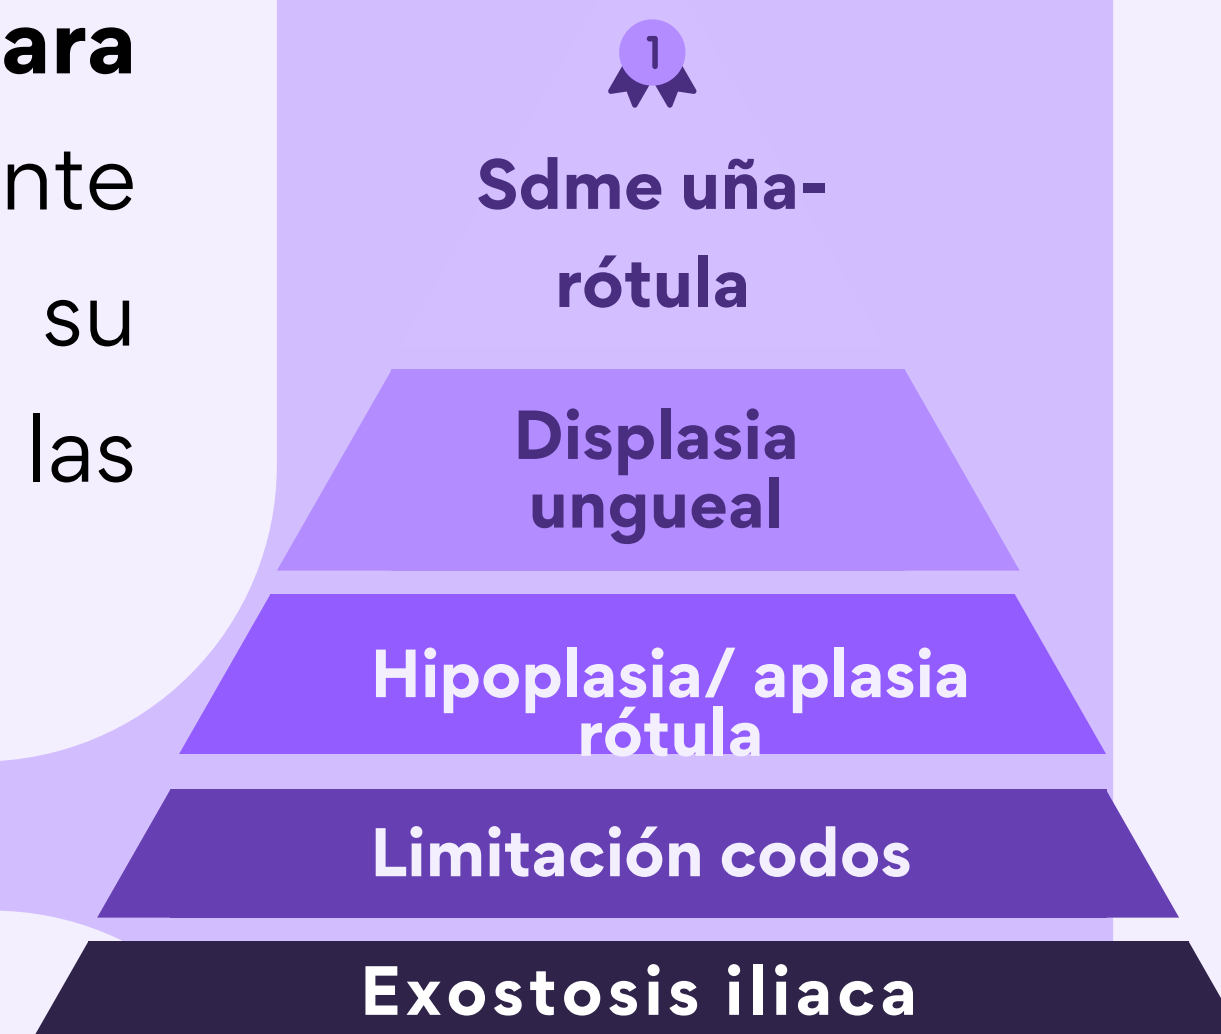 ara
nte
su
las
1
Sdme uña-
rótula
Displasia
ungueal
Hipoplasia/ aplasia
rótula
Limitación codos
Exostosis iliaca